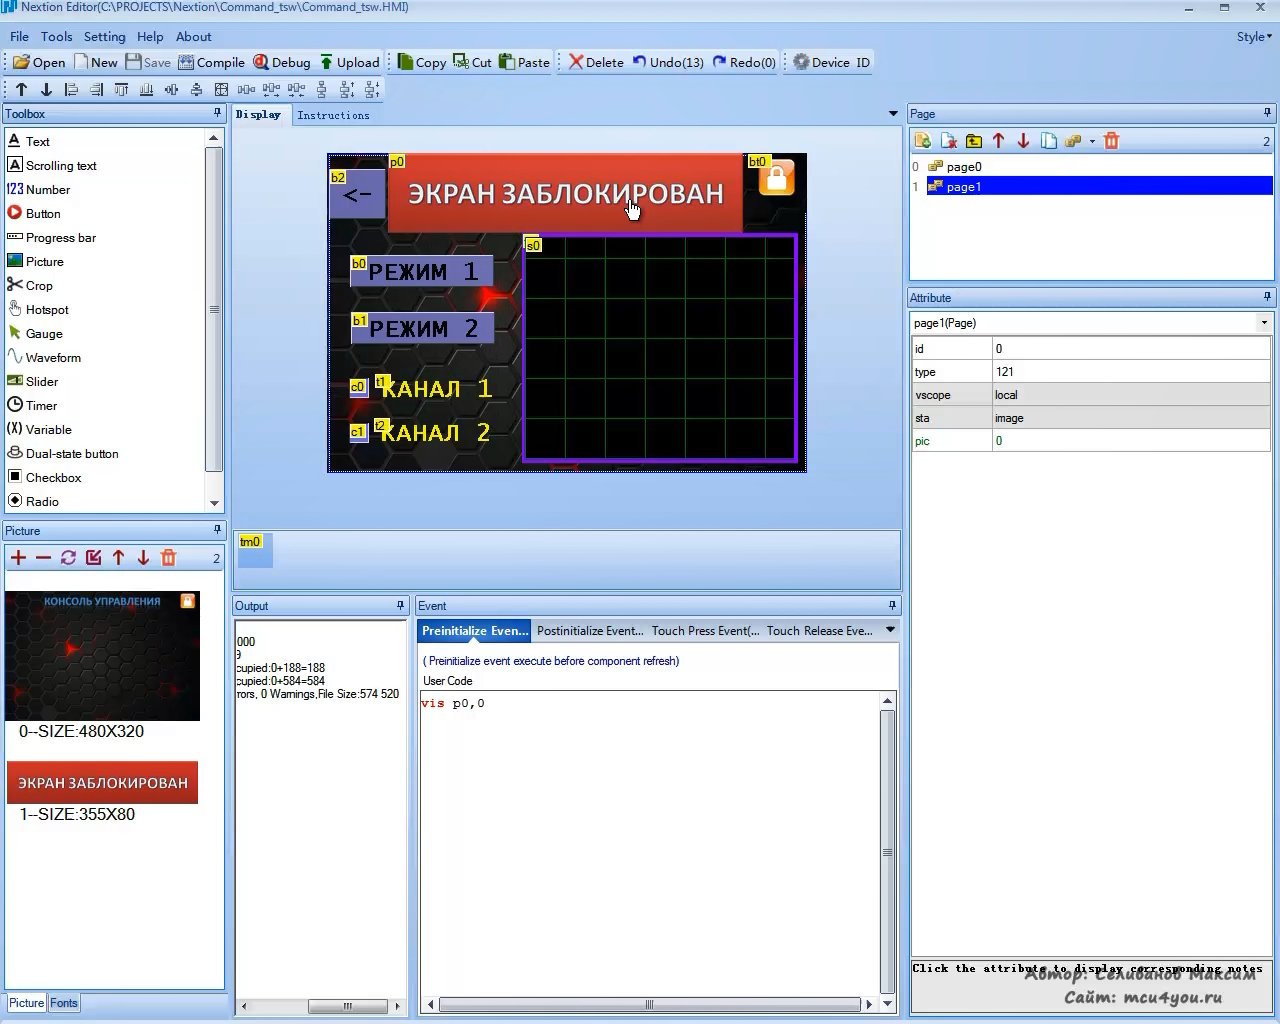 Nextion Editor(C:\PROJECTS\Nextion\Command_tsw\Command_tsw.HMI)
File Tools Setting Help About
Style
Open New Save Compile Debug Upload Copy Cut Paste Delete Undo(13) Redo(0) Device ID
Toolbox
Text
Scrolling text
123 Number
Button
Progress bar
Picture
Crop
Hotspot
Gauge
Waveform
Slider
Timer
(X) Variable
Dual-state button
Checkbox
Radio
Picture
2
КОНСОЛЬ УПРАВЛЕНИЯ
0--SIZE:480X320
ЭКРАН ЗАБЛОКИРОВАН
1--SIZE:355X80
Picture Fonts
Display Instructions
p0
bt0
b2
<-
ЭКРАН ЗАБЛОКИРОВАН
s0
b0
РЕЖИМ 1
b1
РЕЖИМ 2
c0 t1
КАНАЛ 1
c1 t2
КАНАЛ 2
tm0
Output
000
9
cupied:0+188=188
cupied:0+584=584
rrors, 0 Warnings,File Size:574 520
Event
Preinitialize Even... Postinitialize Event... Touch Press Event(... Touch Release Eve...
( Preinitialize event execute before component refresh)
User Code
vis p0,0
Page
2
0 page0
1 page1
Attribute
page1(Page)
id 0
type 121
vscope local
sta image
pic 0
Click the attribute to display corresponding notes
Автор: Селиванов Максим
Сайт: mcu4you.ru